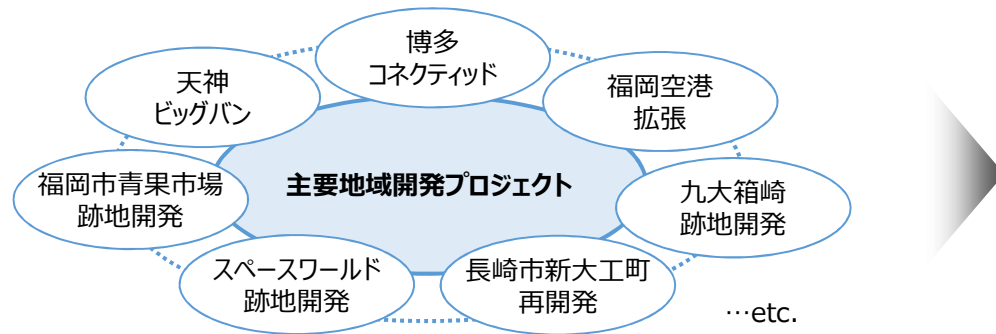 博多
コネクティッド
天神
ビッグバン
福岡空港
拡張
福岡市青果市場
跡地開発
主要地域開発プロジェクト
九大箱崎
跡地開発
スペースワールド
跡地開発
長崎市新大工町
再開発
…etc.